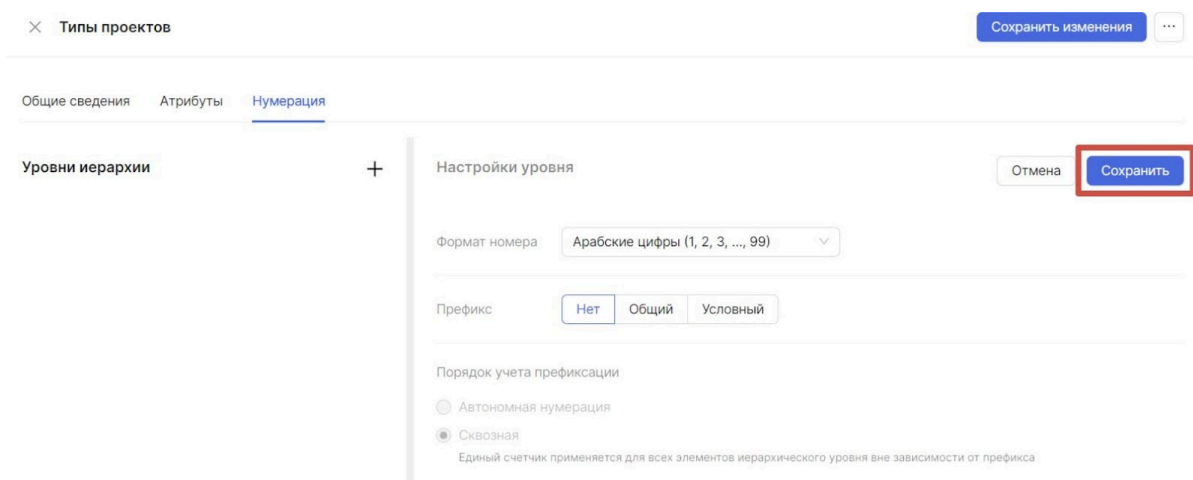 Типы проектов
Сохранить изменения
Общие сведения Атрибуты Нумерация
Уровни иерархии
Настройки уровня
Отмена Сохранить
Формат номера Арабские цифры (1, 2, 3, ..., 99)
Префикс Нет Общий Условный
Порядок учета префиксации
Автономная нумерация
Сквозная
Единый счетчик применяется для всех элементов иерархического уровня вне зависимости от префикса